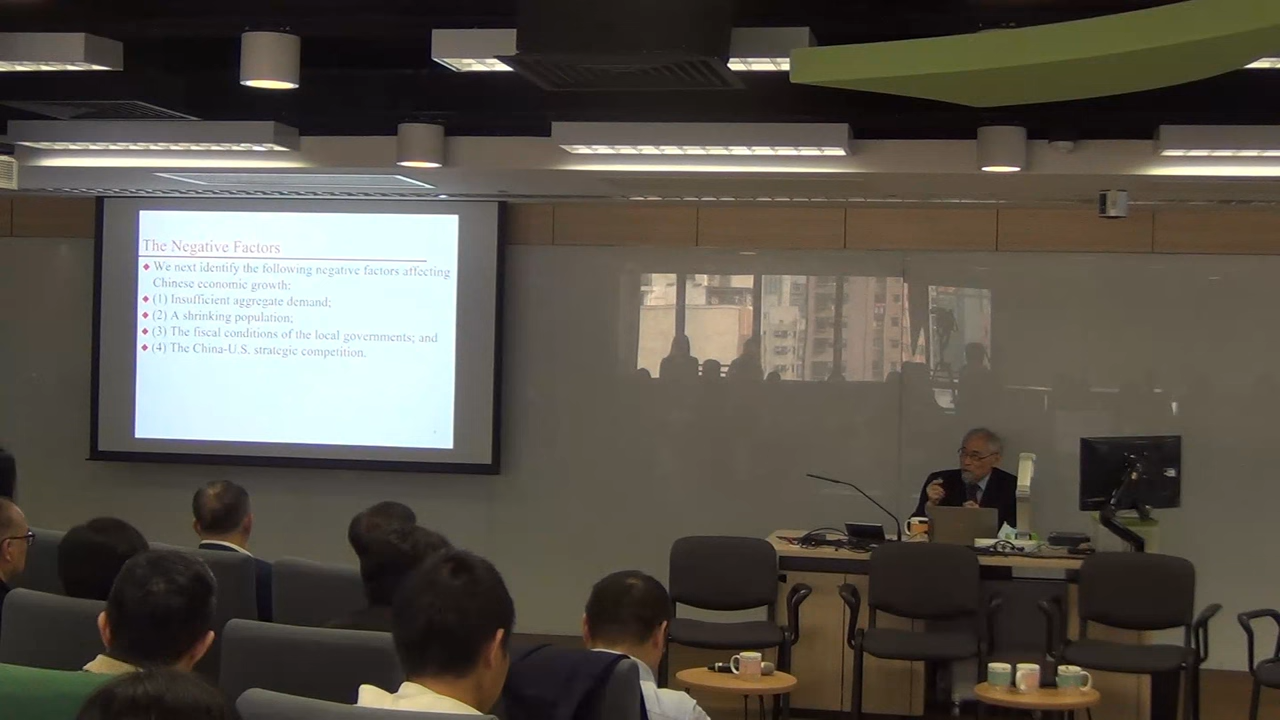 The Negative Factors
We next identify the following negative factors affecting
Chinese economic growth:
(1) Insufficient aggregate demand;
(2) A shrinking population;
(3) The fiscal conditions of the local governments; and
(4) The China-U.S. strategic competition.